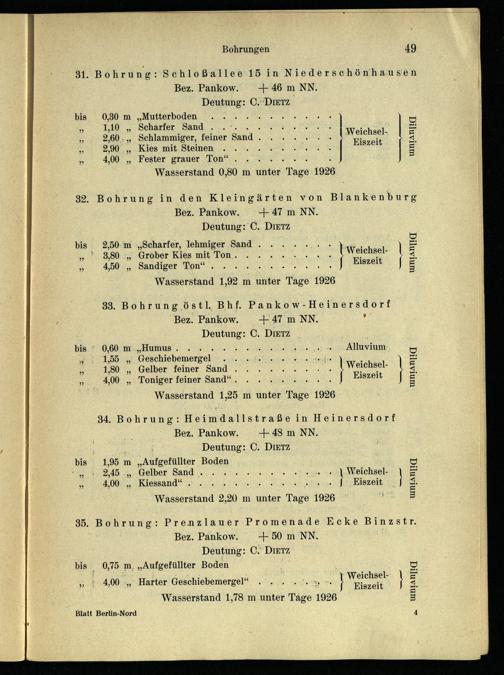 Bohrungen 49
31. Bohrung: Schloßallee 15 in Niederschönhausen
Bez. Pankow. +46 m NN.
Deutung: C. Dietz
bis 0,30 m „Mutterboden
„ 1,10 „ Scharfer Sand
„ 2,60 „ Schlammiger, feiner Sand
„ 2,90 „ Kies mit Steinen
„ 4,00 „ Fester grauer Ton“
Weichsel-
Eiszeit
Diluvium
Wasserstand 0,80 m unter Tage 1926
32. Bohrung in den Kleingärten von Blankenburg
Bez. Pankow. +47 m NN.
Deutung: C. Dietz
bis 2,50 m „Scharfer, lehmiger Sand
„ 3,80 „ Grober Kies mit Ton
„ 4,50 „ Sandiger Ton“
Weichsel-
Eiszeit
Diluvium
Wasserstand 1,92 m unter Tage 1926
33. Bohrung östl. Bhf. Pankow-Heinersdorf
Bez. Pankow. +47 m NN.
Deutung: C. Dietz
bis 0,60 m „Humus Alluvium
„ 1,55 „ Geschiebemergel
„ 1,80 „ Gelber feiner Sand
„ 4,00 „ Toniger feiner Sand“
Weichsel-
Eiszeit
Diluvium
Wasserstand 1,25 m unter Tage 1926
34. Bohrung: Heimdallstraße in Heinersdorf
Bez. Pankow. +48 m NN.
Deutung: C. Dietz
bis 1,95 m „Aufgefüllter Boden
„ 2,45 „ Gelber Sand
„ 4,00 „ Kiessand“
Weichsel-
Eiszeit
Diluvium
Wasserstand 2,20 m unter Tage 1926
35. Bohrung: Prenzlauer Promenade Ecke Binzstr.
Bez. Pankow. +50 m NN.
Deutung: C. Dietz
bis 0,75 m „Aufgefüllter Boden
„ 4,00 „ Harter Geschiebemergel“
Weichsel-
Eiszeit
Diluvium
Wasserstand 1,78 m unter Tage 1926
Blatt Berlin-Nord 4